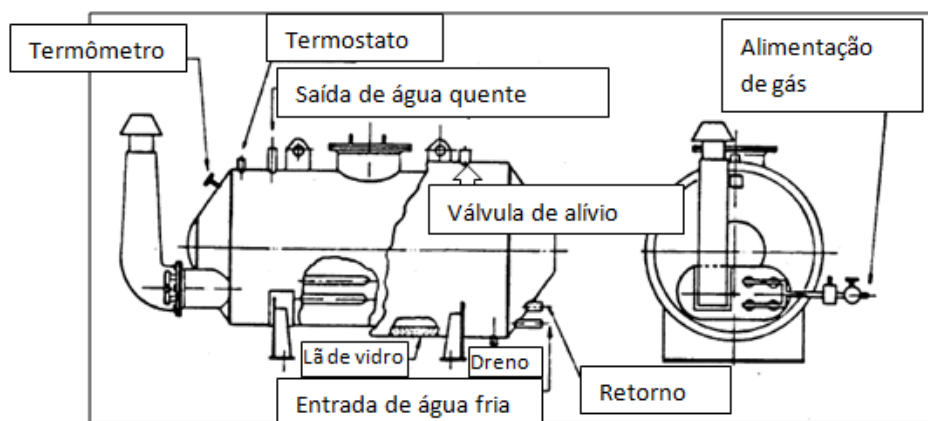 Termômetro
Termostato
Alimentação
de gás
Saída de água quente
Válvula de alívio
Lã de vidro
Dreno
Retorno
Entrada de água fria